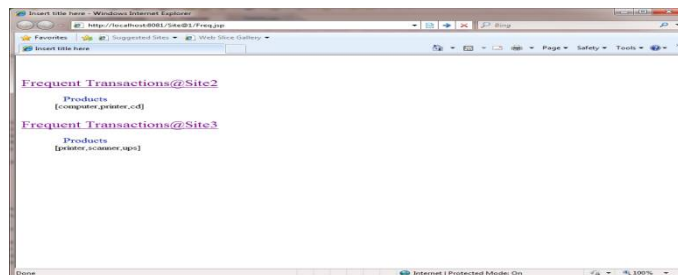 Insert title here - Windows Internet Explorer
http://localhost:8081/Site@1/Freq.jsp
Bing
Favorites Suggested Sites Web Slice Gallery
Insert title here
Page Safety Tools
Frequent Transactions@Site2
Products
[computer,printer,cd]
Frequent Transactions@Site3
Products
[printer,scanner,ups]
Done
Internet | Protected Mode: On
100%